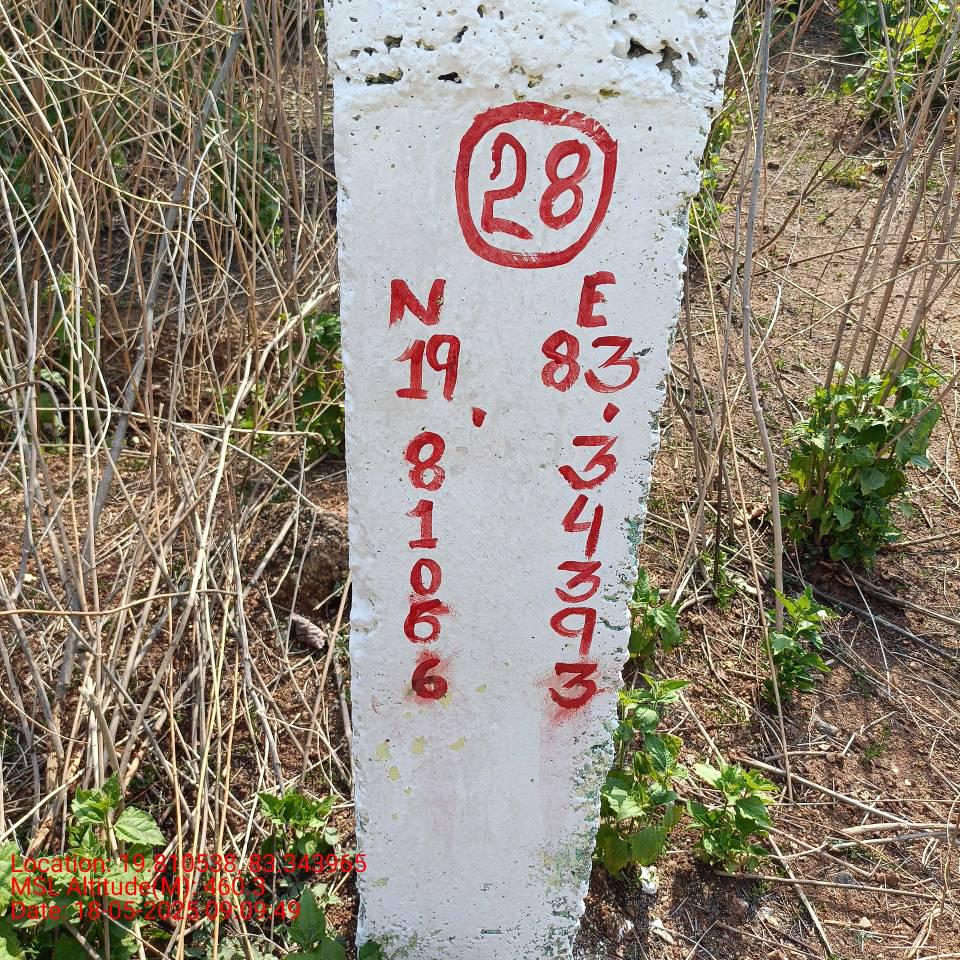 28
N E
19 83
. .
8 3
1 4
0 3
6 9
6 3
Location: 19.810538, 83.343965
MSL Altitude(M): 460.3
Date: 18-05-2025 09:09:49